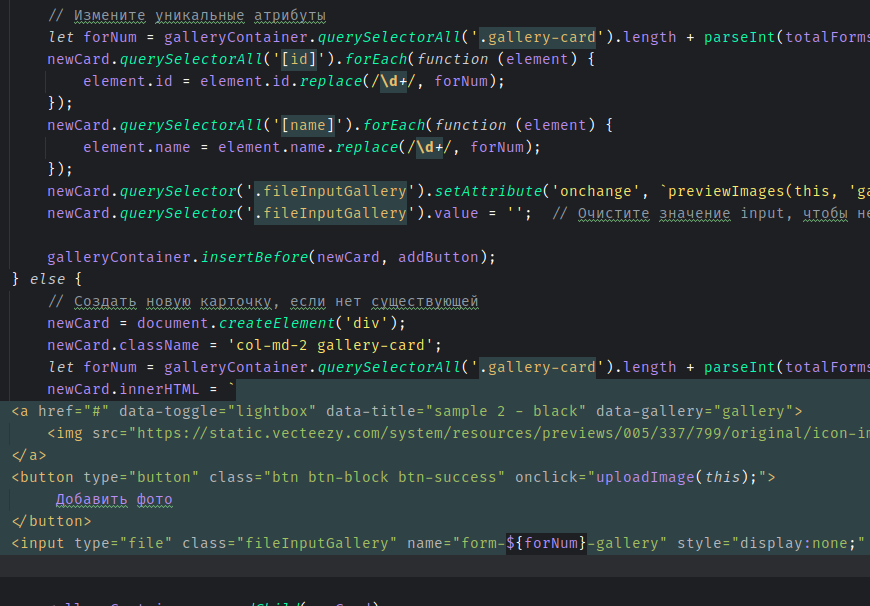 // Измените уникальные атрибуты
let forNum = galleryContainer.querySelectorAll('.gallery-card').length + parseInt(totalForms
newCard.querySelectorAll('[id]').forEach(function (element) {
element.id = element.id.replace(/\d+/, forNum);
});
newCard.querySelectorAll('[name]').forEach(function (element) {
element.name = element.name.replace(/\d+/, forNum);
});
newCard.querySelector('.fileInputGallery').setAttribute('onchange', `previewImages(this, 'ga
newCard.querySelector('.fileInputGallery').value = ''; // Очистите значение input, чтобы не
galleryContainer.insertBefore(newCard, addButton);
} else {
// Создать новую карточку, если нет существующей
newCard = document.createElement('div');
newCard.className = 'col-md-2 gallery-card';
let forNum = galleryContainer.querySelectorAll('.gallery-card').length + parseInt(totalForms
newCard.innerHTML = `
<a href="#" data-toggle="lightbox" data-title="sample 2 - black" data-gallery="gallery">
<img src="https://static.vecteezy.com/system/resources/previews/005/337/799/original/icon-im
</a>
<button type="button" class="btn btn-block btn-success" onclick="uploadImage(this);">
Добавить фото
</button>
<input type="file" class="fileInputGallery" name="form-${forNum}-gallery" style="display:none;"